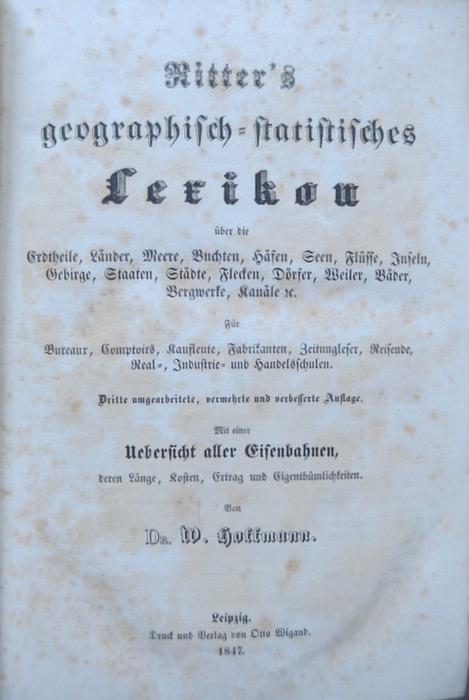 Ritter's
geographisch-statistisches
Lexikon
über die
Erdtheile, Länder, Meere, Buchten, Häfen, Seen, Flüsse, Inseln,
Gebirge, Staaten, Städte, Flecken, Dörfer, Weiler, Bäder,
Bergwerke, Kanäle ꝛc.
Für
Bureaux, Comptoirs, Kaufleute, Fabrikanten, Zeitungleser, Reisende,
Real-, Industrie- und Handelsschulen.
Dritte umgearbeitete, vermehrte und verbesserte Auflage.
Mit einer
Uebersicht aller Eisenbahnen,
deren Länge, Kosten, Ertrag und Eigenthümlichkeiten.
Von
Dr. W. Hoffmann.
Leipzig.
Druck und Verlag von Otto Wigand.
1847.